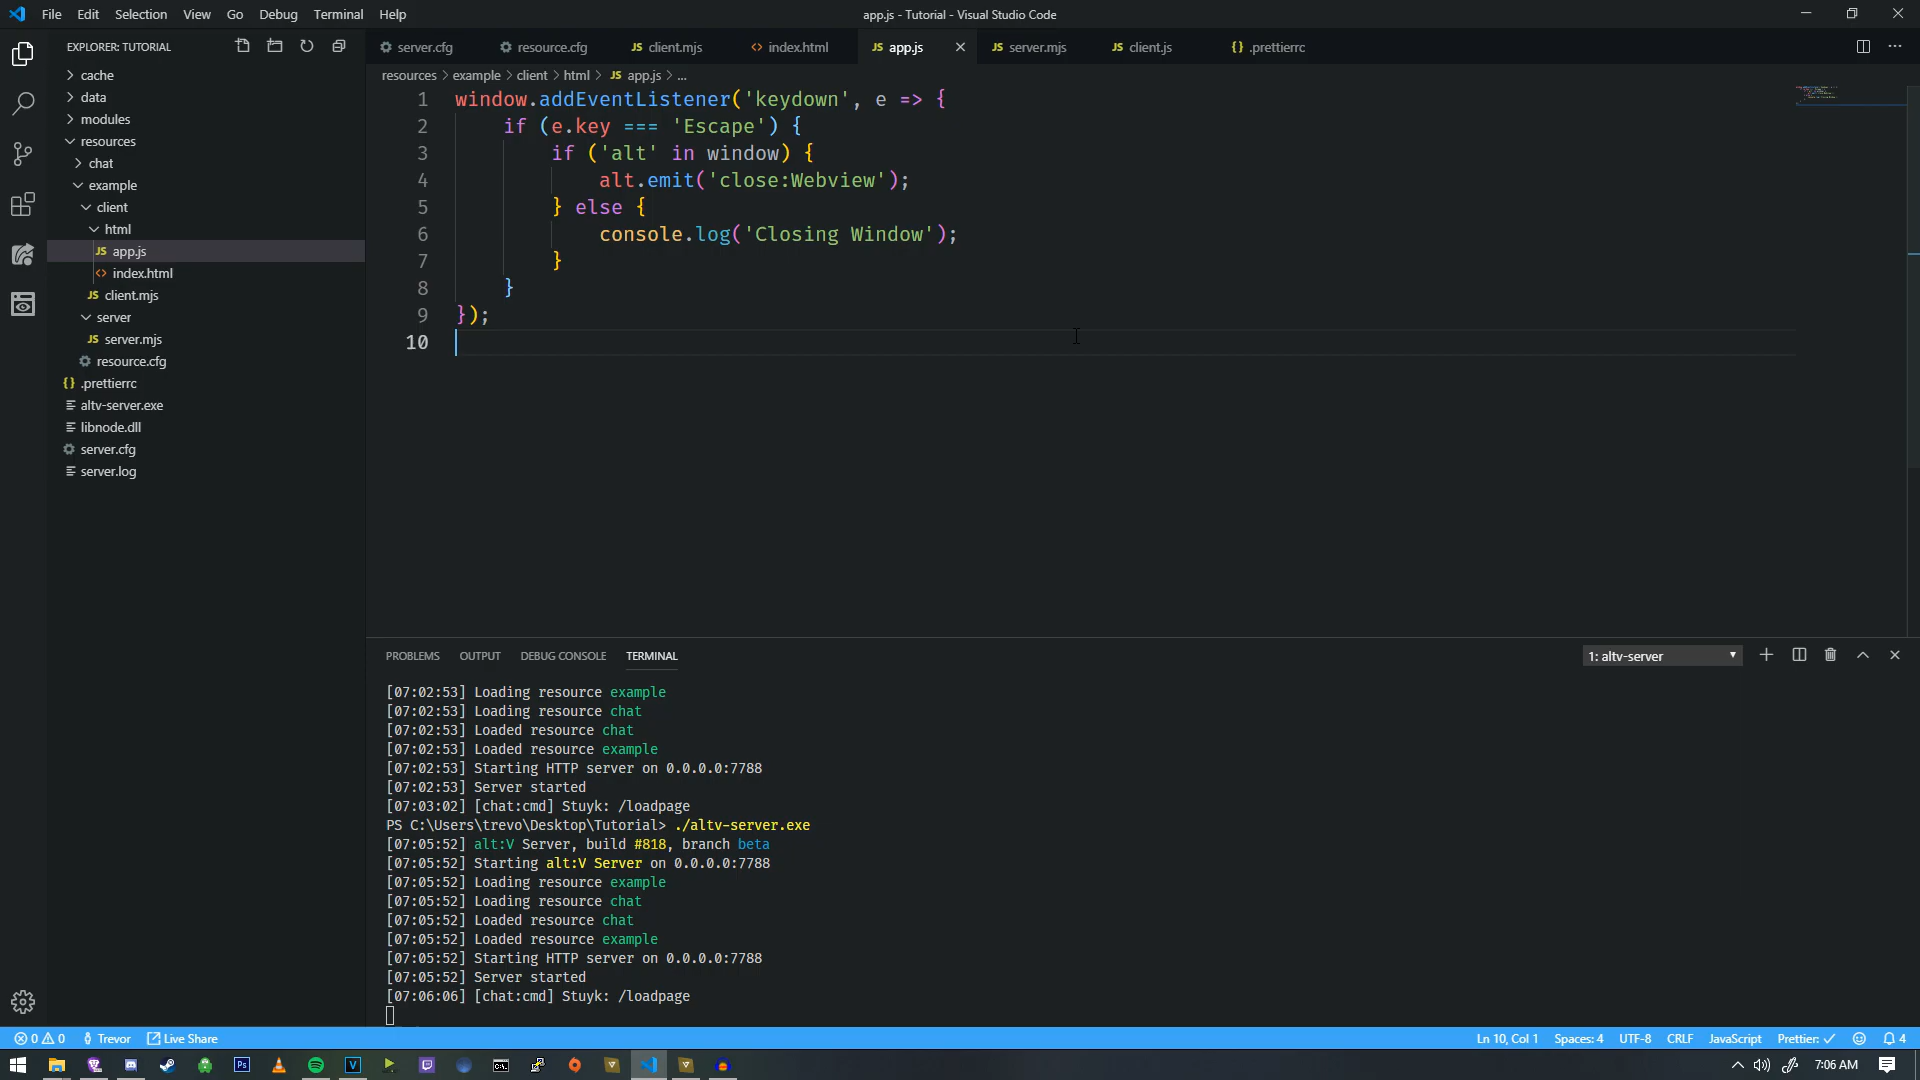 File Edit Selection View Go Debug Terminal Help
app.js - Tutorial - Visual Studio Code
EXPLORER: TUTORIAL
cache
data
modules
resources
chat
example
client
html
app.js
index.html
client.mjs
server
server.mjs
resource.cfg
.prettierrc
altv-server.exe
libnode.dll
server.cfg
server.log
server.cfg resource.cfg JS client.mjs index.html JS app.js JS server.mjs JS client.js .prettierrc
resources > example > client > html > JS app.js > ...
1 window.addEventListener('keydown', e => {
2 if (e.key === 'Escape') {
3 if ('alt' in window) {
4 alt.emit('close:Webview');
5 } else {
6 console.log('Closing Window');
7 }
8 }
9 });
10
PROBLEMS OUTPUT DEBUG CONSOLE TERMINAL
1: altv-server
[07:02:53] Loading resource example
[07:02:53] Loading resource chat
[07:02:53] Loaded resource chat
[07:02:53] Loaded resource example
[07:02:53] Starting HTTP server on 0.0.0.0:7788
[07:02:53] Server started
[07:03:02] [chat:cmd] Stuyk: /loadpage
PS C:\Users\trevo\Desktop\Tutorial> ./altv-server.exe
[07:05:52] alt:V Server, build #818, branch beta
[07:05:52] Starting alt:V Server on 0.0.0.0:7788
[07:05:52] Loading resource example
[07:05:52] Loading resource chat
[07:05:52] Loaded resource chat
[07:05:52] Loaded resource example
[07:05:52] Starting HTTP server on 0.0.0.0:7788
[07:05:52] Server started
[07:06:06] [chat:cmd] Stuyk: /loadpage
0 0 Trevor Live Share
Ln 10, Col 1 Spaces: 4 UTF-8 CRLF JavaScript Prettier: ✓ 4
7:06 AM